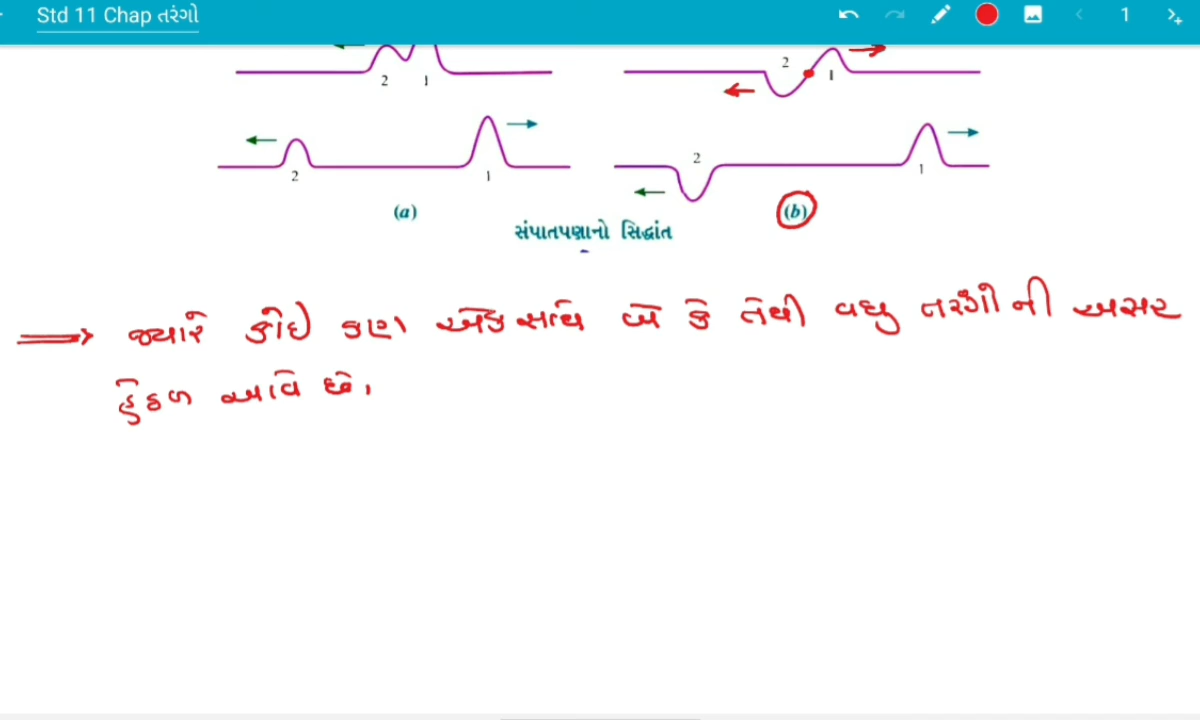 Std 11 Chap તરંગો
1
2 1
2 1
2 1
2 1
(a) (b)
સંપાતપણાનો સિદ્ધાંત
જ્યારે કોઈ કણ એકસાથે બે કે તેથી વધુ તરંગોની અસર
હેઠળ આવે છે.